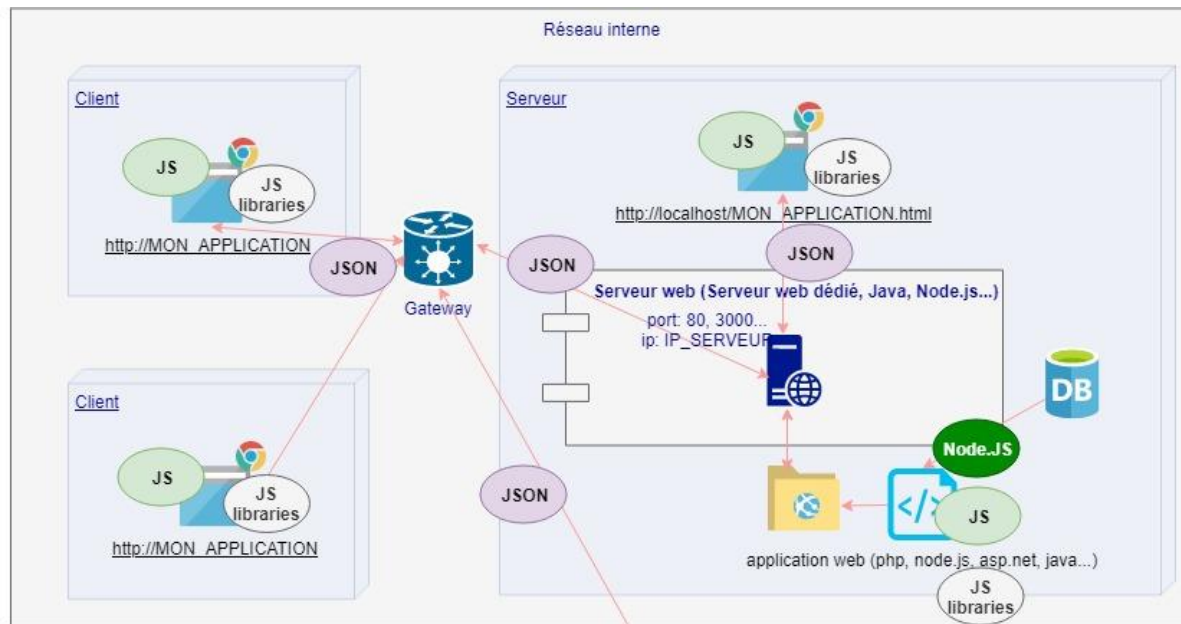 Réseau interne
Client
JS
JS
libraries
http://MON_APPLICATION
JSON
Gateway
Client
JS
JS
libraries
http://MON_APPLICATION
JSON
JSON
Serveur
JS
JS
libraries
http://localhost/MON_APPLICATION.html
JSON
Serveur web (Serveur web dédié, Java, Node.js...)
port: 80, 3000...
ip: IP_SERVEUR
DB
Node.JS
</>
JS
application web (php, node.js, asp.net, java...)
JS
libraries